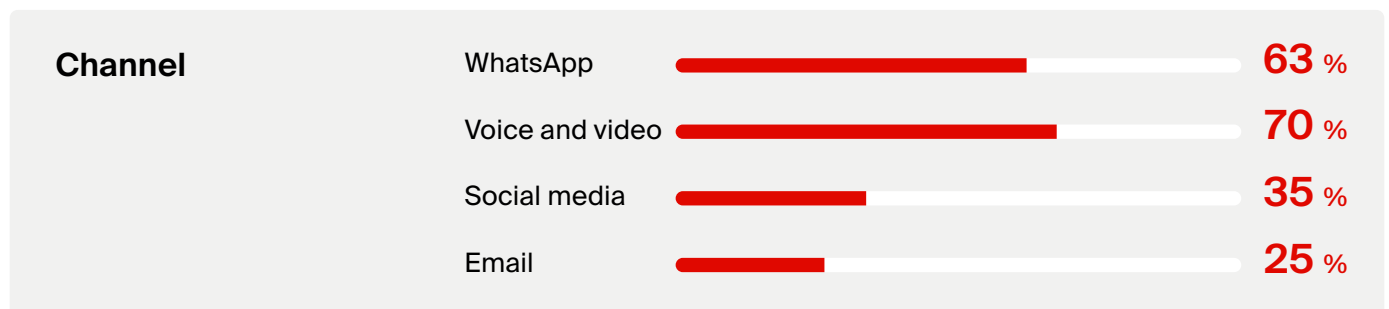 Channel
WhatsApp 63 %
Voice and video 70 %
Social media 35 %
Email 25 %